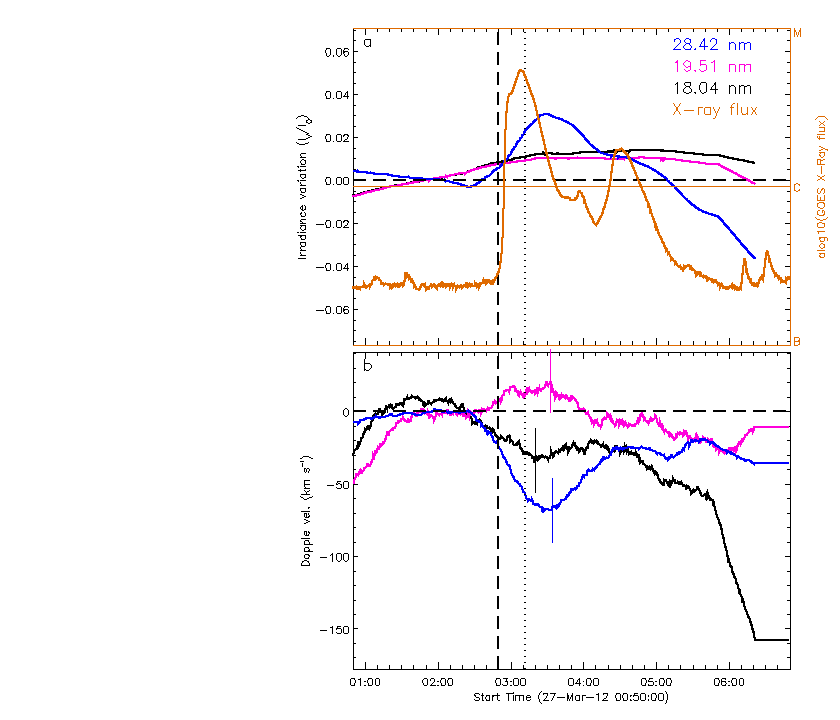 a
28.42 nm
19.51 nm
18.04 nm
X-ray flux
0.06
0.04
0.02
0.00
-0.02
-0.04
-0.06
M
C
B
alog10(GOES X-Ray flux)
b
0
-50
-100
-150
Dopple vel. (km s⁻¹)
01:00 02:00 03:00 04:00 05:00 06:00
Start Time (27-Mar-12 00:50:00)